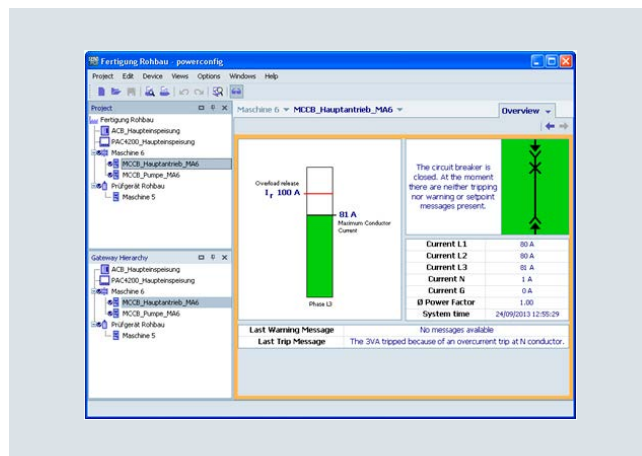 Fertigung Rohbau - powerconfig
Project Edit Device Views Options Windows Help
Project
Fertigung Rohbau
ACB_Haupteinspeisung
PAC4200_Haupteinspeisung
Maschine 6
MCCB_Hauptantrieb_MA6
MCCB_Pumpe_MA6
Prüfgerät Rohbau
Maschine 5
Gateway Hierarchy
ACB_Haupteinspeisung
PAC4200_Haupteinspeisung
Maschine 6
MCCB_Hauptantrieb_MA6
MCCB_Pumpe_MA6
Prüfgerät Rohbau
Maschine 5
Maschine 6 MCCB_Hauptantrieb_MA6
Overview
Overload release
Ir 100 A
81 A
Maximum Conductor
Current
Phase L3
The circuit breaker is
closed. At the moment
there are neither tripping
nor warning or setpoint
messages present.
Current L1 80 A
Current L2 80 A
Current L3 81 A
Current N 1 A
Current G 0 A
Ø Power Factor 1.00
System time 24/09/2013 12:55:29
Last Warning Message No messages available
Last Trip Message The 3VA tripped because of an overcurrent trip at N conductor.